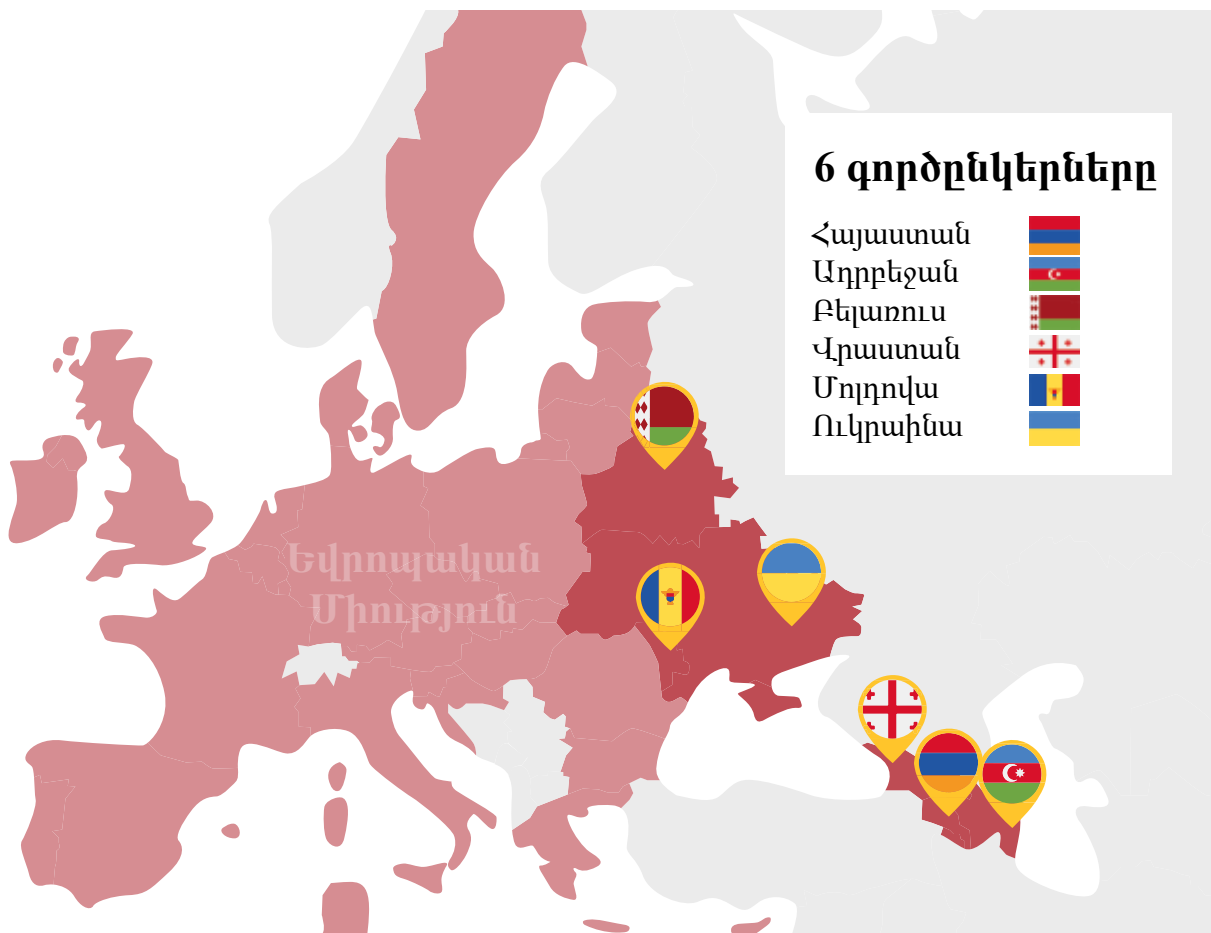 6 գործընկերները
Հայաստան
Ադրբեջան
Բելառուս
Վրաստան
Մոլդովա
Ուկրաինա
Եվրոպական
Միություն